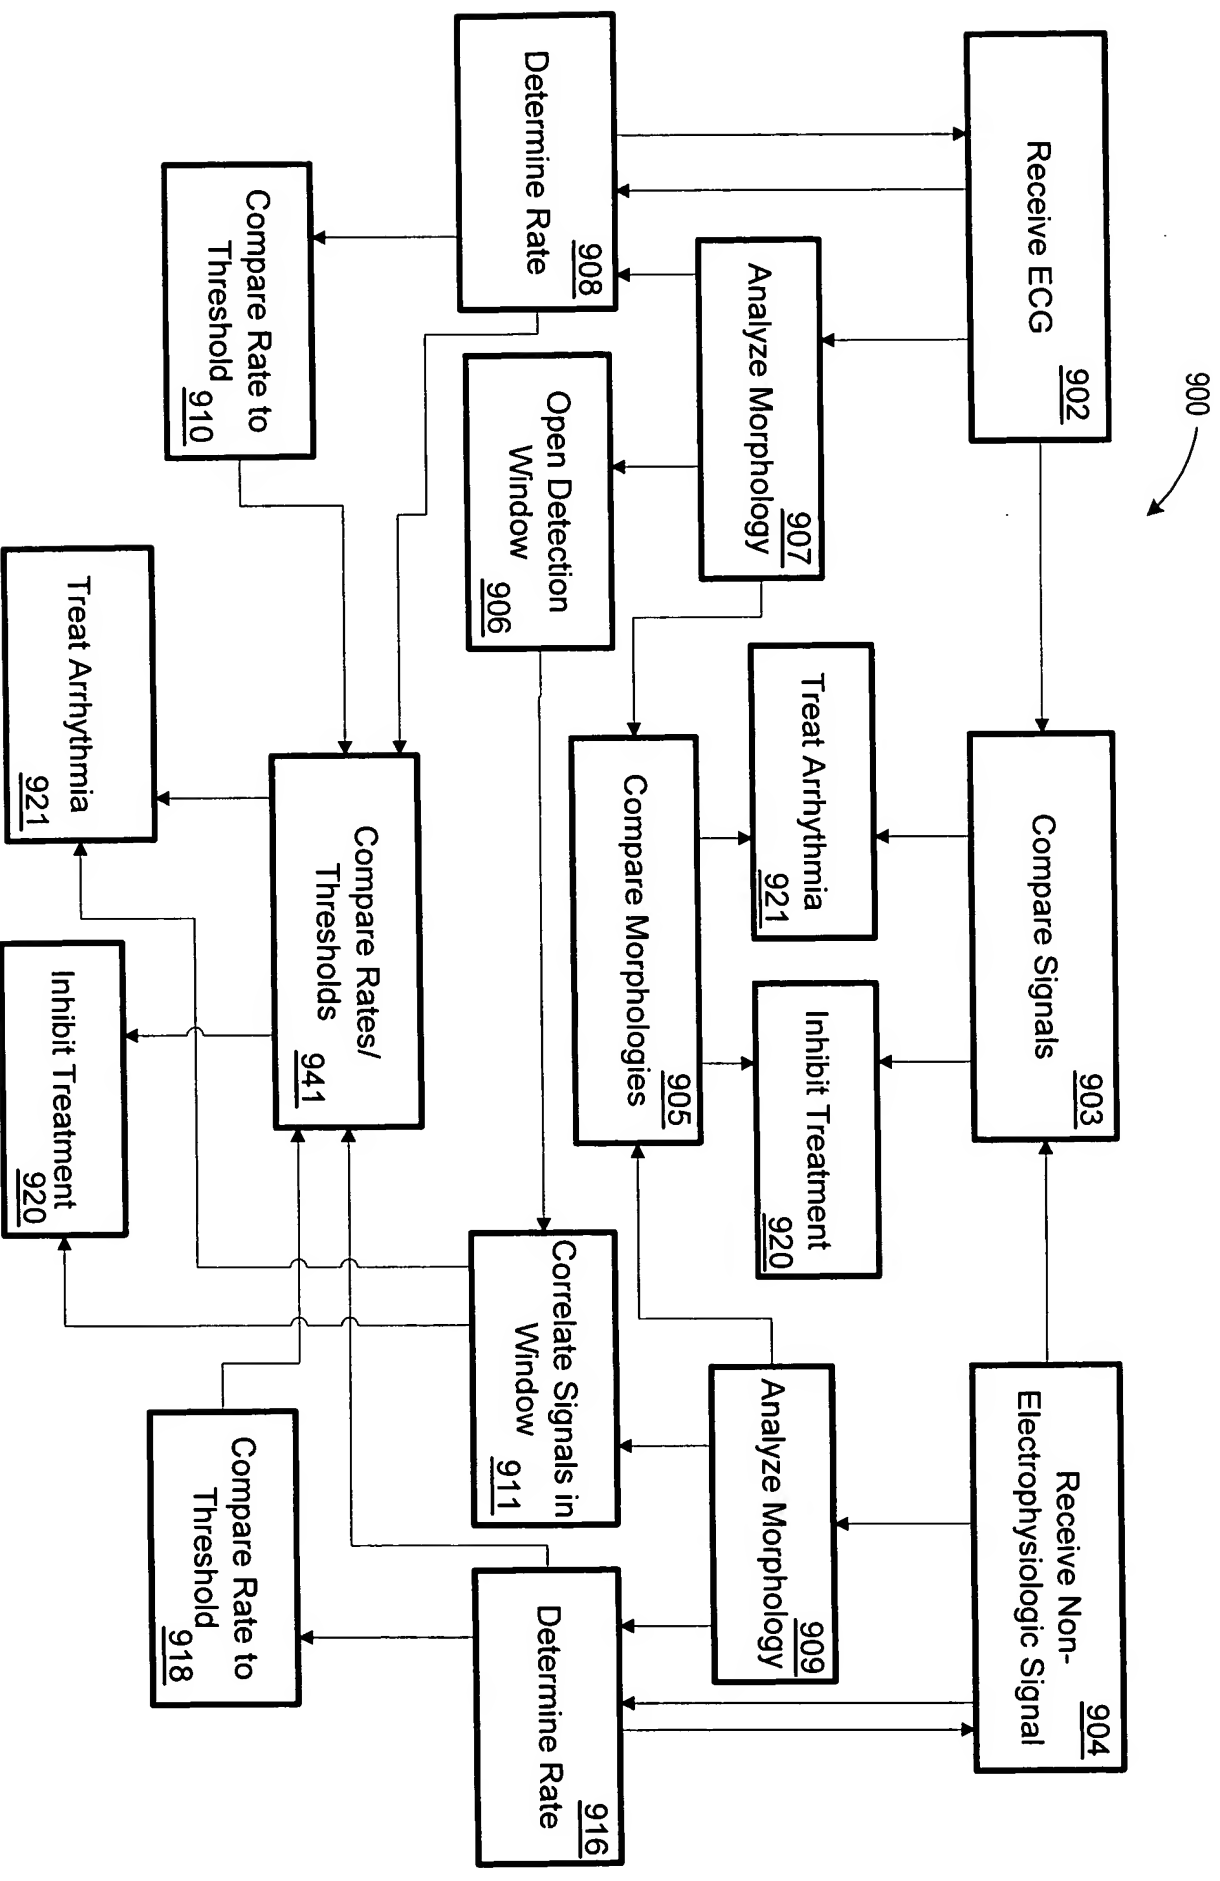 900
Receive ECG
902
Compare Signals
903
Receive Non-
Electrophysiologic Signal
904
Analyze Morphology
907
Treat Arrhythmia
921
Inhibit Treatment
920
Analyze Morphology
909
Determine Rate
908
Open Detection
Window
906
Compare Morphologies
905
Correlate Signals in
Window
911
Determine Rate
916
Compare Rate to
Threshold
910
Compare Rates/
Thresholds
941
Compare Rate to
Threshold
918
Treat Arrhythmia
921
Inhibit Treatment
920